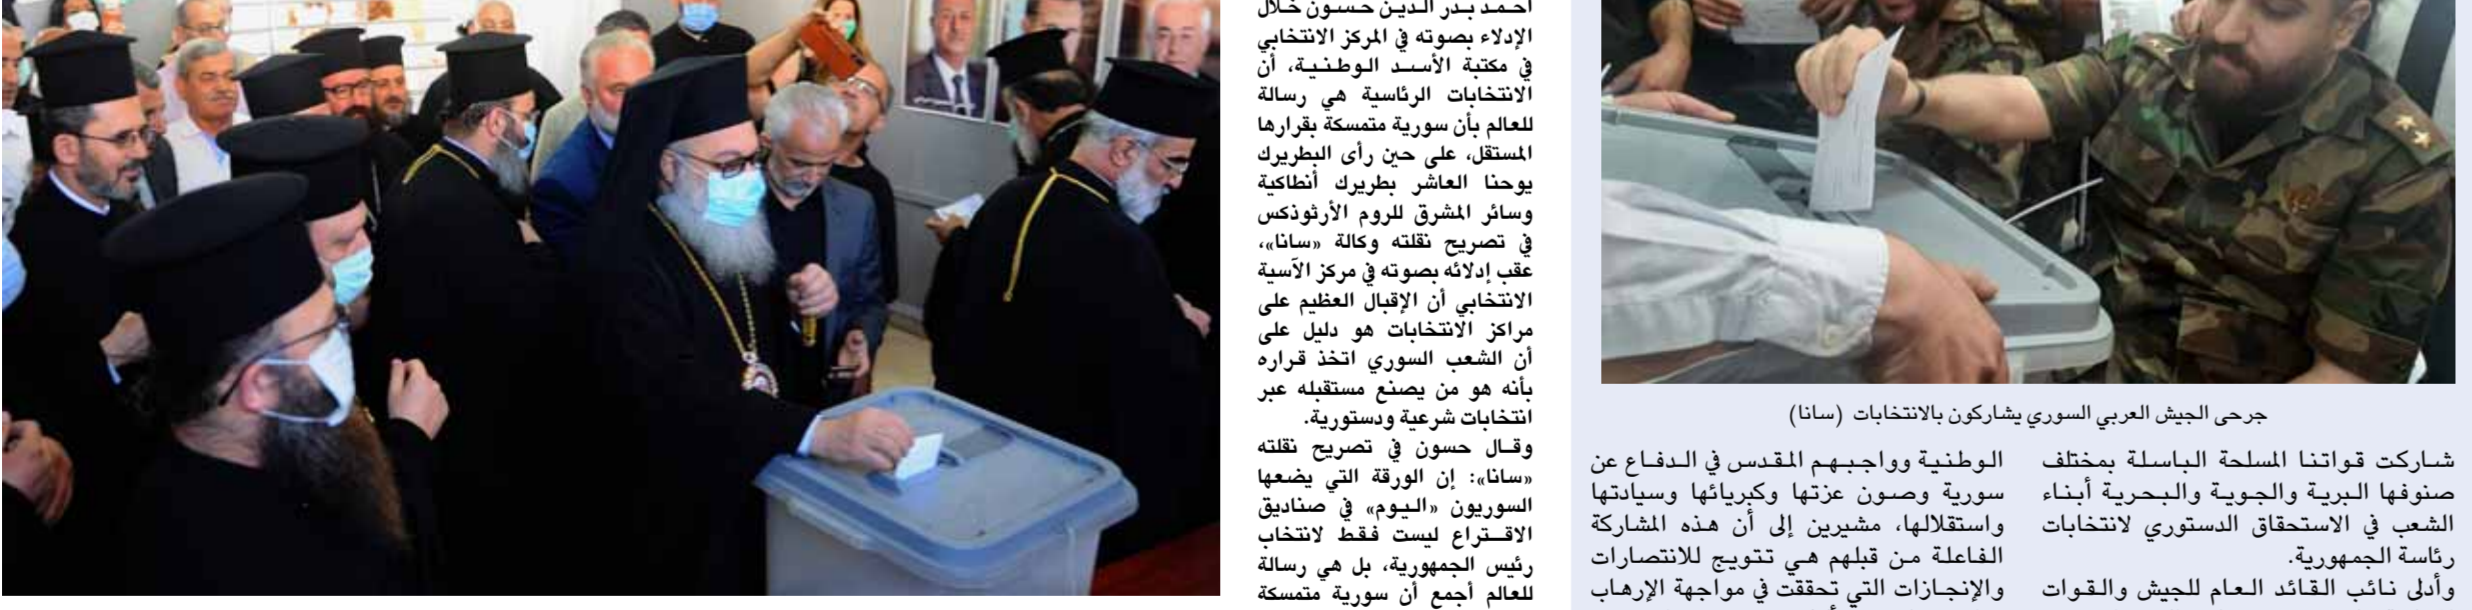 جرحى الجيش العربي السوري يشاركون بالانتخابات (سانا)
شاركت قواتنا المسلحة الباسلة بمختلف
صنوفها البرية والجوية والبحرية أبناء
الشعب في الاستحقاق الدستوري لانتخابات
رئاسة الجمهورية.
وأدلى نائب القائد العام للجيش والقوات
الوطنية وواجبهم المقدس في الدفاع عن
سورية وصون عزتها وكبريائها وسيادتها
واستقلالها، مشيرين إلى أن هذه المشاركة
الفاعلة من قبلهم هي تتويج للانتصارات
والإنجازات التي تحققت في مواجهة الإرهاب
أحمد بدر الدين حسون خلال
الإدلاء بصوته في المركز الانتخابي
في مكتبة الأسد الوطنية، أن
الانتخابات الرئاسية هي رسالة
للعالم بأن سورية متمسكة بقرارها
المستقل، على حين رأى البطريرك
يوحنا العاشر بطريرك أنطاكية
وسائر المشرق للروم الأرثوذكس
في تصريح نقلته وكالة «سانا»،
عقب إدلائه بصوته في مركز الآسية
الانتخابي أن الإقبال العظيم على
مراكز الانتخابات هو دليل على
أن الشعب السوري اتخذ قراره
بأنه هو من يصنع مستقبله عبر
انتخابات شرعية ودستورية.
وقال حسون في تصريح نقلته
«سانا»: إن الورقة التي يضعها
السوريون «اليوم» في صناديق
الاقتراع ليست فقط لانتخاب
رئيس الجمهورية، بل هي رسالة
للعالم أجمع أن سورية متمسكة